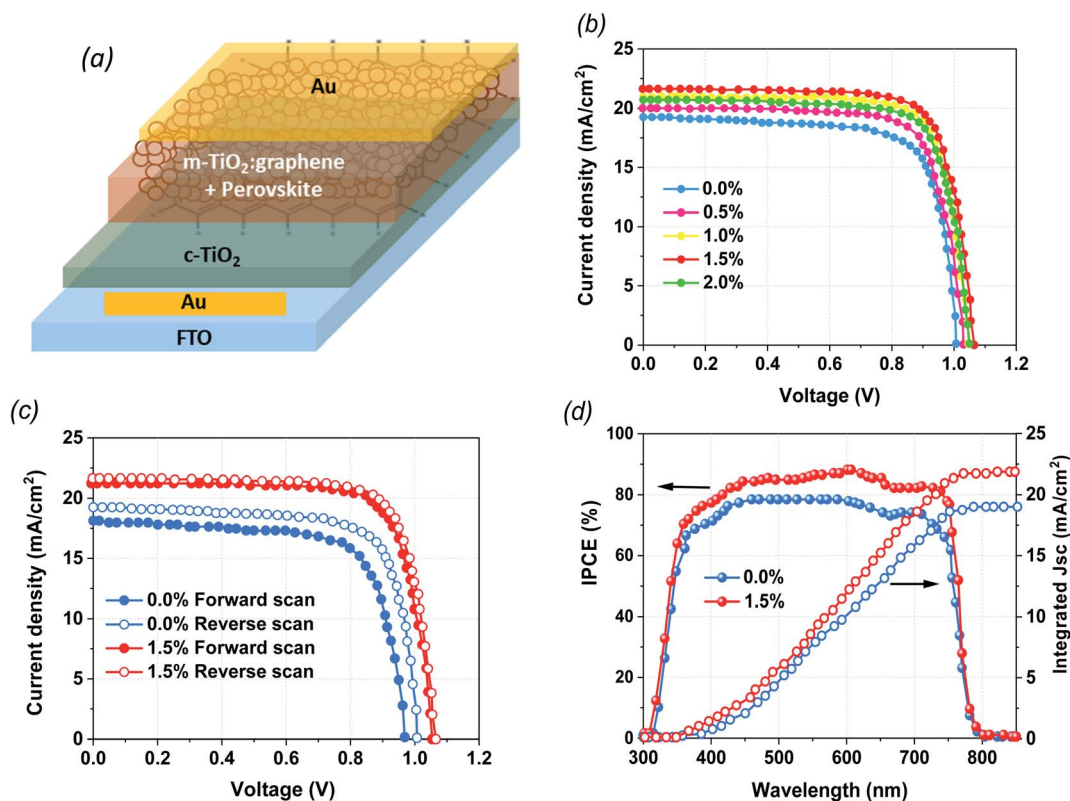 (a)
Au
m-TiO₂:graphene
+ Perovskite
c-TiO₂
Au
FTO
(b)
25
20
15
10
5
0
0.0 0.2 0.4 0.6 0.8 1.0 1.2
Current density (mA/cm²)
Voltage (V)
0.0%
0.5%
1.0%
1.5%
2.0%
(c)
25
20
15
10
5
0
0.0 0.2 0.4 0.6 0.8 1.0 1.2
Current density (mA/cm²)
Voltage (V)
0.0% Forward scan
0.0% Reverse scan
1.5% Forward scan
1.5% Reverse scan
(d)
100
80
60
40
20
0
300 400 500 600 700 800
IPCE (%)
Wavelength (nm)
0.0%
1.5%
25
20
15
10
5
0
Integrated Jsc (mA/cm²)